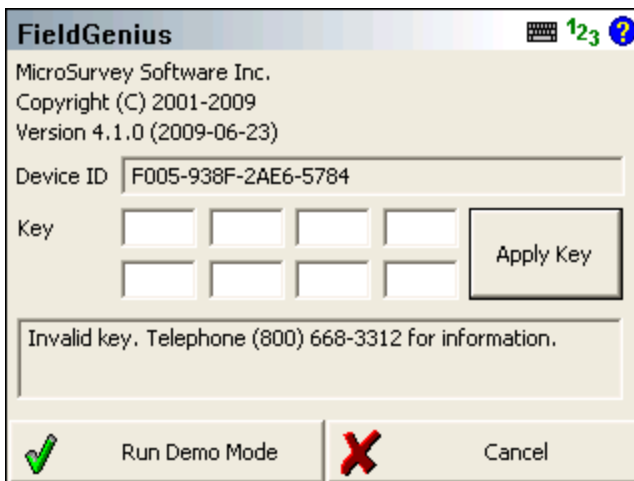 FieldGenius 123 ?
MicroSurvey Software Inc.
Copyright (C) 2001-2009
Version 4.1.0 (2009-06-23)
Device ID F005-938F-2AE6-5784
Key
Apply Key
Invalid key. Telephone (800) 668-3312 for information.
Run Demo Mode Cancel